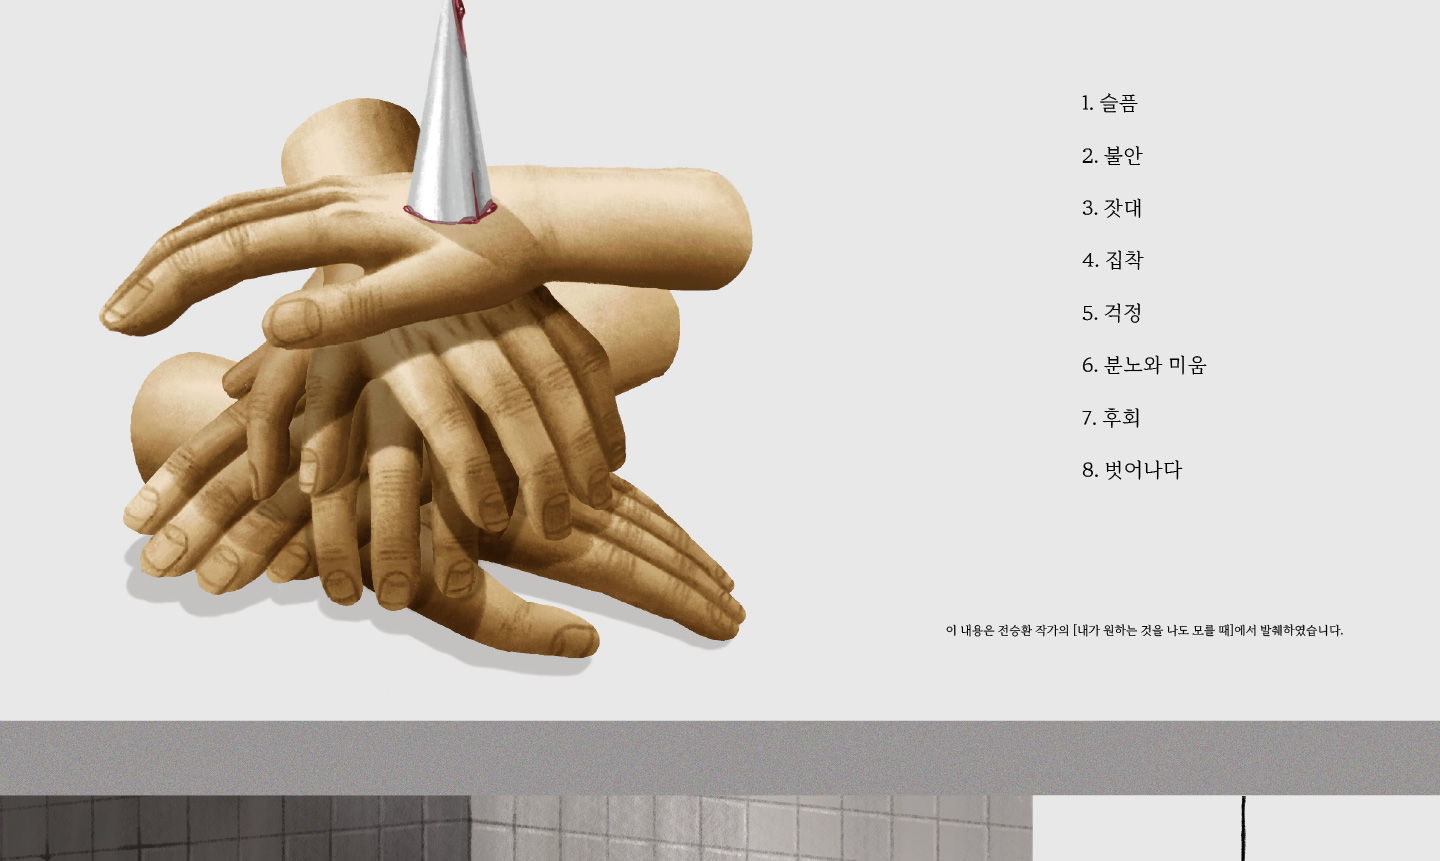 1. 슬픔
2. 불안
3. 잣대
4. 집착
5. 걱정
6. 분노와 미움
7. 후회
8. 벗어나다
이 내용은 전승환 작가의 [내가 원하는 것을 나도 모를 때]에서 발췌하였습니다.